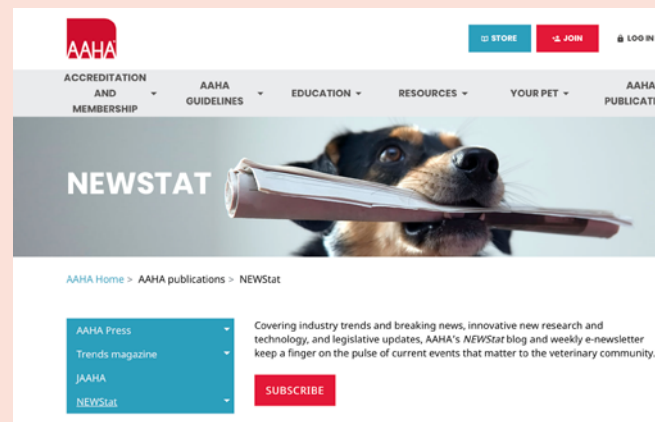 AAHA
STORE
JOIN
LOG IN
ACCREDITATION
AND
MEMBERSHIP
AAHA
GUIDELINES
EDUCATION
RESOURCES
YOUR PET
AAHA
NEWSTAT
AAHA Home > AAHA publications > NEWStat
AAHA Press
Trends magazine
JAAHA
NEWStat
Covering industry trends and breaking news, innovative new research and
technology, and legislative updates, AAHA's NEWStat blog and weekly e-newsletter
keep a finger on the pulse of current events that matter to the veterinary community.
SUBSCRIBE